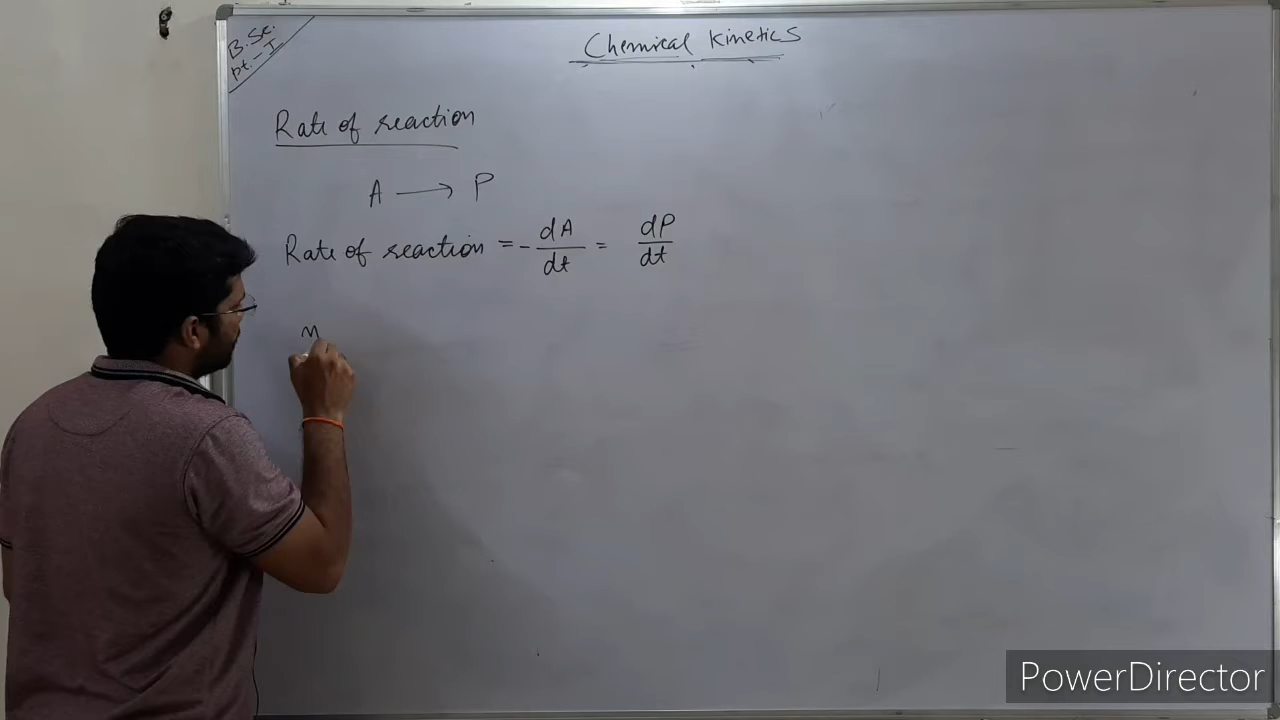 B.Sc.
pt.-I
Chemical Kinetics
Rate of reaction
A ⟶ P
Rate of reaction = - dA/dt = dP/dt
M
PowerDirector